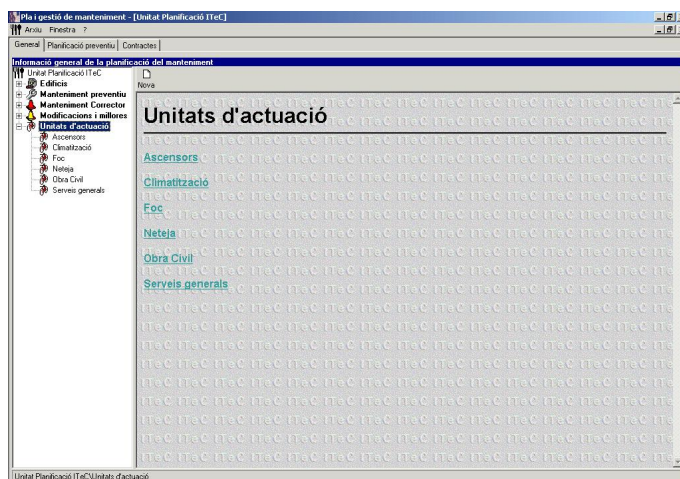 Pla i gestió de manteniment - [Unitat Planificació ITeC]
Arxiu Finestra ?
General Planificació preventiu Contractes
Informació general de la planificació del manteniment
Unitat Planificació ITeC
Edificis
Manteniment preventiu
Manteniment Corrector
Modificacions i millores
Unitats d'actuació
Ascensors
Climatització
Foc
Neteja
Obra Civil
Serveis generals
Nova
Unitats d'actuació
Ascensors
Climatització
Foc
Neteja
Obra Civil
Serveis generals
Unitat Planificació ITeC\Unitats d'actuació